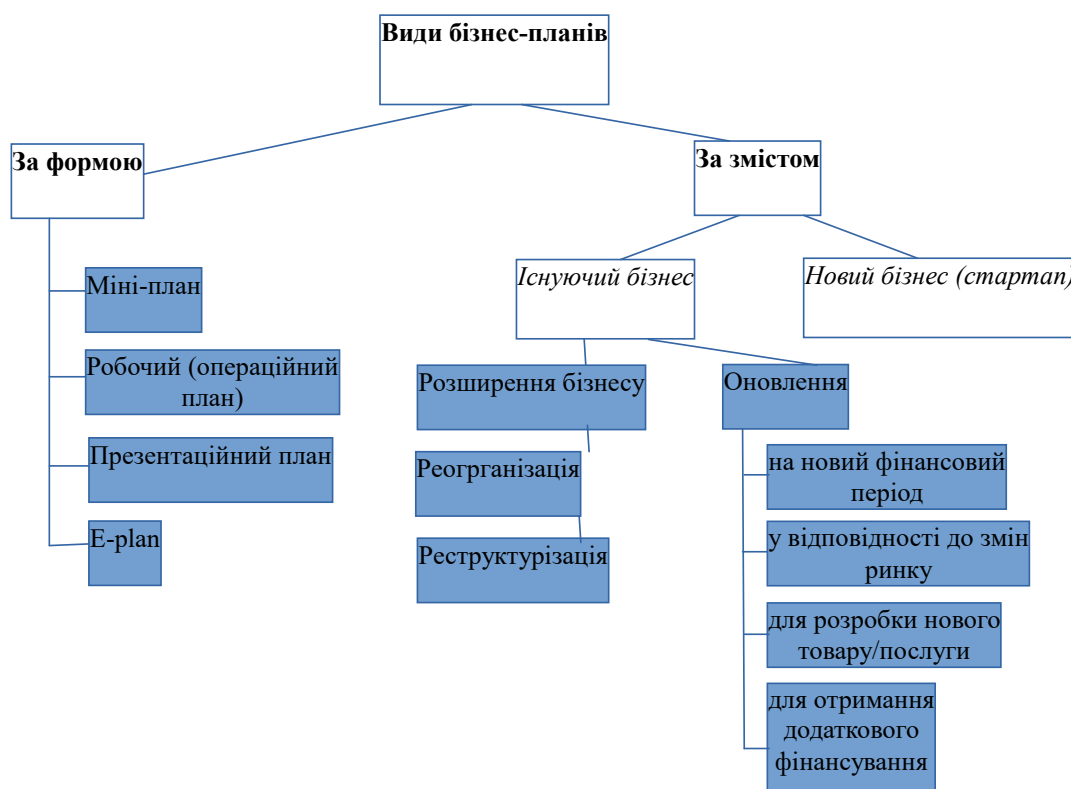 Види бізнес-планів
За формою
За змістом
Існуючий бізнес
Новий бізнес (стартап)
Міні-план
Робочий (операційний
план)
Презентаційний план
E-plan
Розширення бізнесу
Реогрганізація
Реструктурізація
Оновлення
на новий фінансовий
період
у відповідності до змін
ринку
для розробки нового
товару/послуги
для отримання
додаткового
фінансування